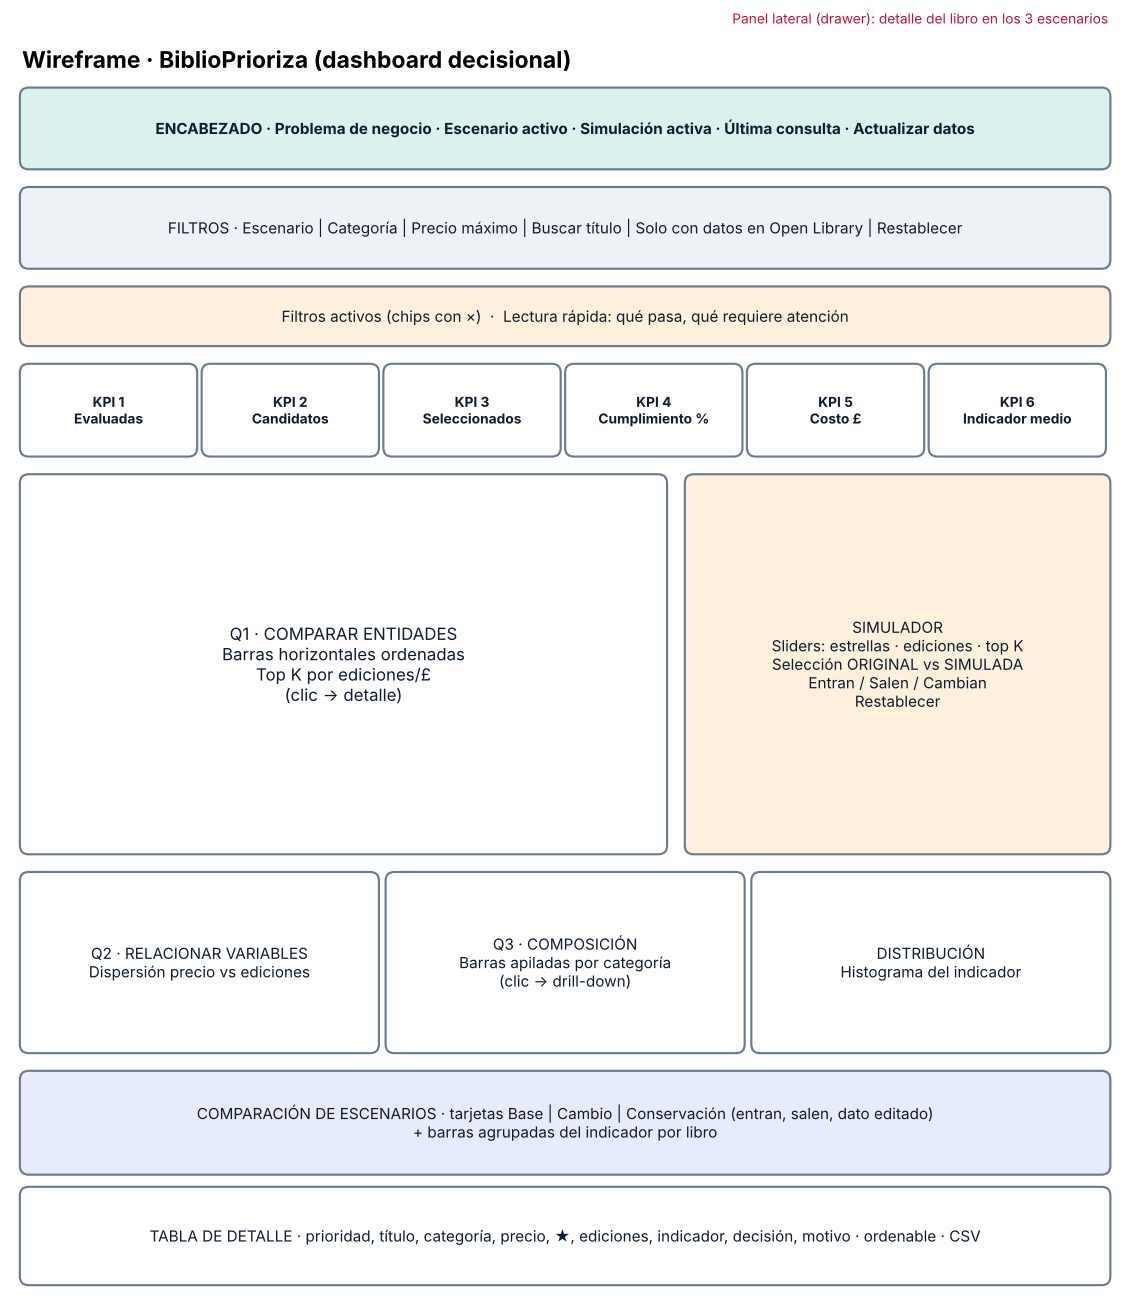 Panel lateral (drawer): detalle del libro en los 3 escenarios
Wireframe · BiblioPrioriza (dashboard decisional)
ENCABEZADO · Problema de negocio · Escenario activo · Simulación activa · Última consulta · Actualizar datos
FILTROS · Escenario | Categoría | Precio máximo | Buscar título | Solo con datos en Open Library | Restablecer
Filtros activos (chips con ×) · Lectura rápida: qué pasa, qué requiere atención
KPI 1
Evaluadas
KPI 2
Candidatos
KPI 3
Seleccionados
KPI 4
Cumplimiento %
KPI 5
Costo £
KPI 6
Indicador medio
Q1 · COMPARAR ENTIDADES
Barras horizontales ordenadas
Top K por ediciones/£
(clic → detalle)
SIMULADOR
Sliders: estrellas · ediciones · top K
Selección ORIGINAL vs SIMULADA
Entran / Salen / Cambian
Restablecer
Q2 · RELACIONAR VARIABLES
Dispersión precio vs ediciones
Q3 · COMPOSICIÓN
Barras apiladas por categoría
(clic → drill-down)
DISTRIBUCIÓN
Histograma del indicador
COMPARACIÓN DE ESCENARIOS · tarjetas Base | Cambio | Conservación (entran, salen, dato editado)
+ barras agrupadas del indicador por libro
TABLA DE DETALLE · prioridad, título, categoría, precio, ★, ediciones, indicador, decisión, motivo · ordenable · CSV